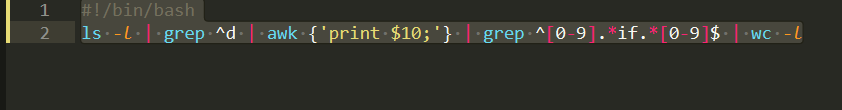 1 #!/bin/bash
2 ls -l | grep ^d | awk {'print $10;'} | grep ^[0-9].*if.*[0-9]$ | wc -l